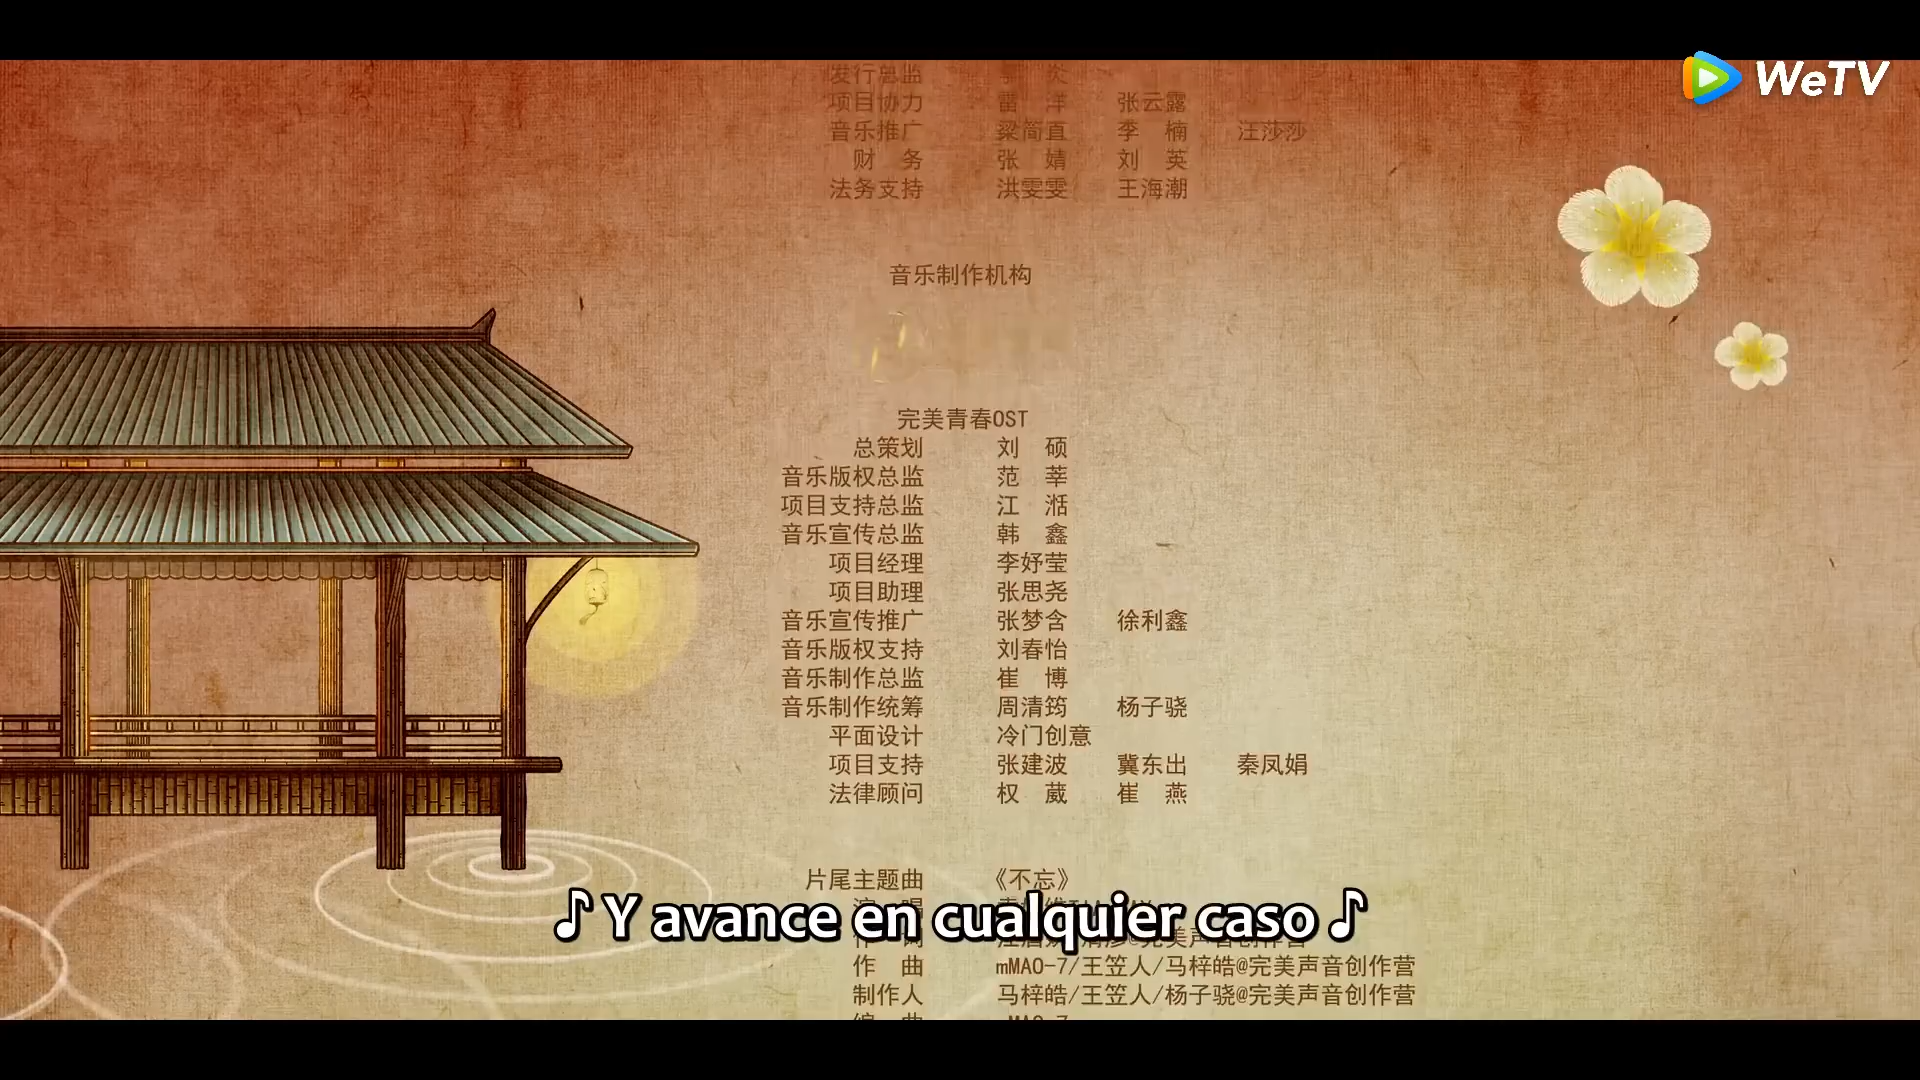 WeTV
发行总监
项目协力 苗 洋 张云露
音乐推广 梁简直 李 楠 汪莎莎
财 务 张 婧 刘 英
法务支持 洪雯雯 王海潮
音乐制作机构
完美青春OST
总策划 刘 硕
音乐版权总监 范 莘
项目支持总监 江 湉
音乐宣传总监 韩 鑫
项目经理 李妤莹
项目助理 张思尧
音乐宣传推广 张梦含 徐利鑫
音乐版权支持 刘春怡
音乐制作总监 崔 博
音乐制作统筹 周清筠 杨子骁
平面设计 冷门创意
项目支持 张建波 冀东出 秦凤娟
法律顾问 权 葳 崔 燕
片尾主题曲 《不忘》
♪ Y avance en cualquier caso ♪
作 曲 mMAO-7/王笠人/马梓皓@完美声音创作营
制作人 马梓皓/王笠人/杨子骁@完美声音创作营